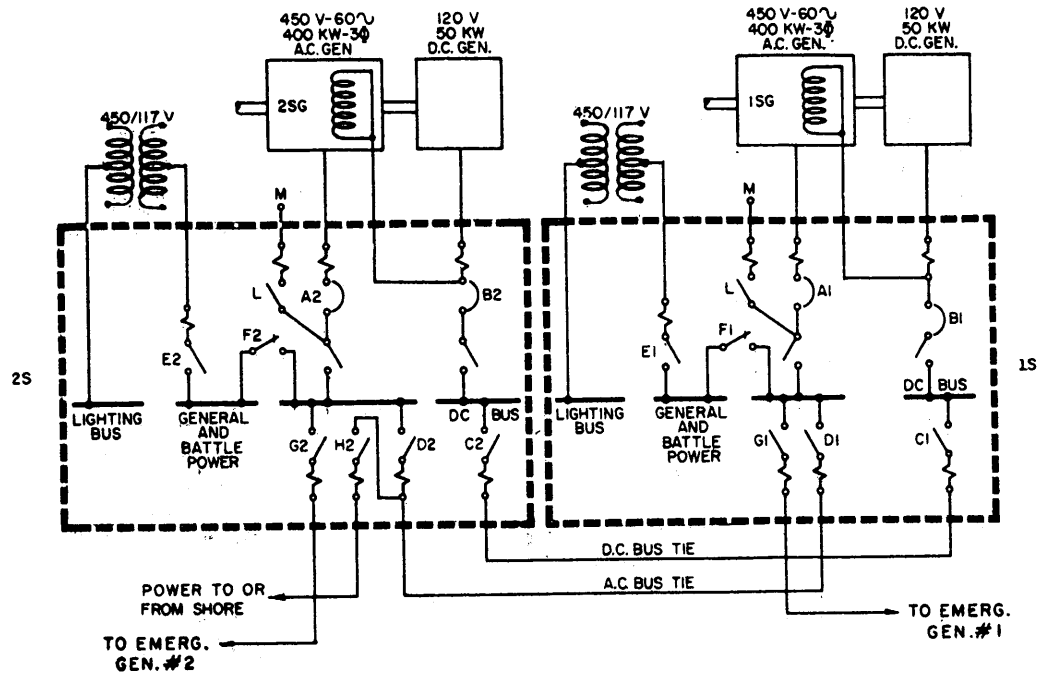 450 V-60~
400 KW-3ϕ
A.C. GEN
120 V
50 KW
D.C. GEN.
450 V-60~
400 KW-3ϕ
A.C. GEN.
120 V
50 KW
D.C. GEN.
2SG
1SG
450/117 V
450/117 V
M
M
L
A2
B2
L
A1
B1
E2
F2
E1
F1
2S
1S
LIGHTING
BUS
GENERAL
AND
BATTLE
POWER
DC BUS
LIGHTING
BUS
GENERAL
AND
BATTLE
POWER
DC BUS
G2
H2
D2
C2
G1
D1
C1
D.C. BUS TIE
A.C. BUS TIE
POWER TO OR
FROM SHORE
TO EMERG.
GEN. #2
TO EMERG.
GEN. #1